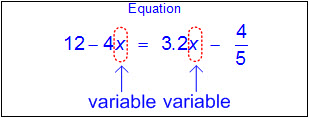 Equation
12 – 4x = 3.2x – 4/5
variable variable